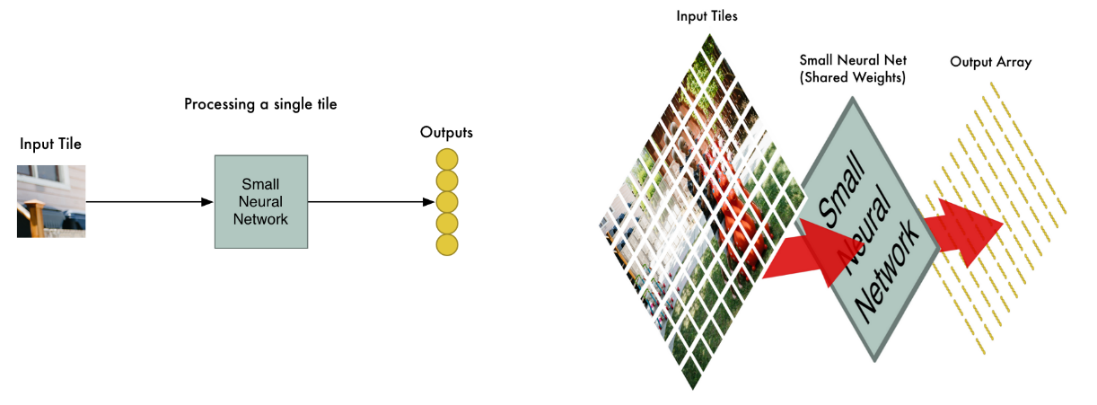 Processing a single tile
Input Tile
Outputs
Small
Neural
Network
Input Tiles
Small Neural Net
(Shared Weights)
Output Array
Small
Neural
Network